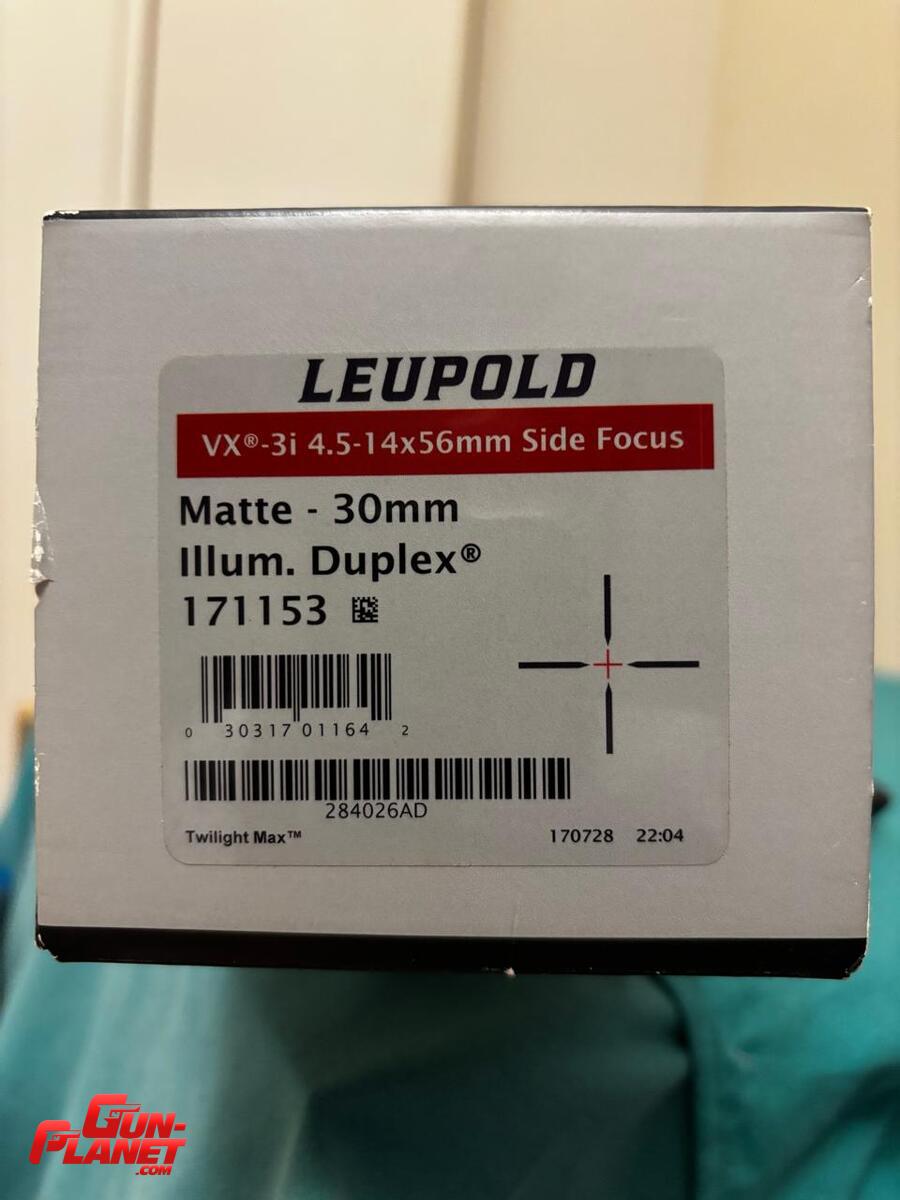 LEUPOLD
VX®-3i 4.5-14x56mm Side Focus
Matte - 30mm
Illum. Duplex®
171153
0 30317 01164 2
284026AD
Twilight Max™ 170728 22:04
GUN-
PLANET
.COM